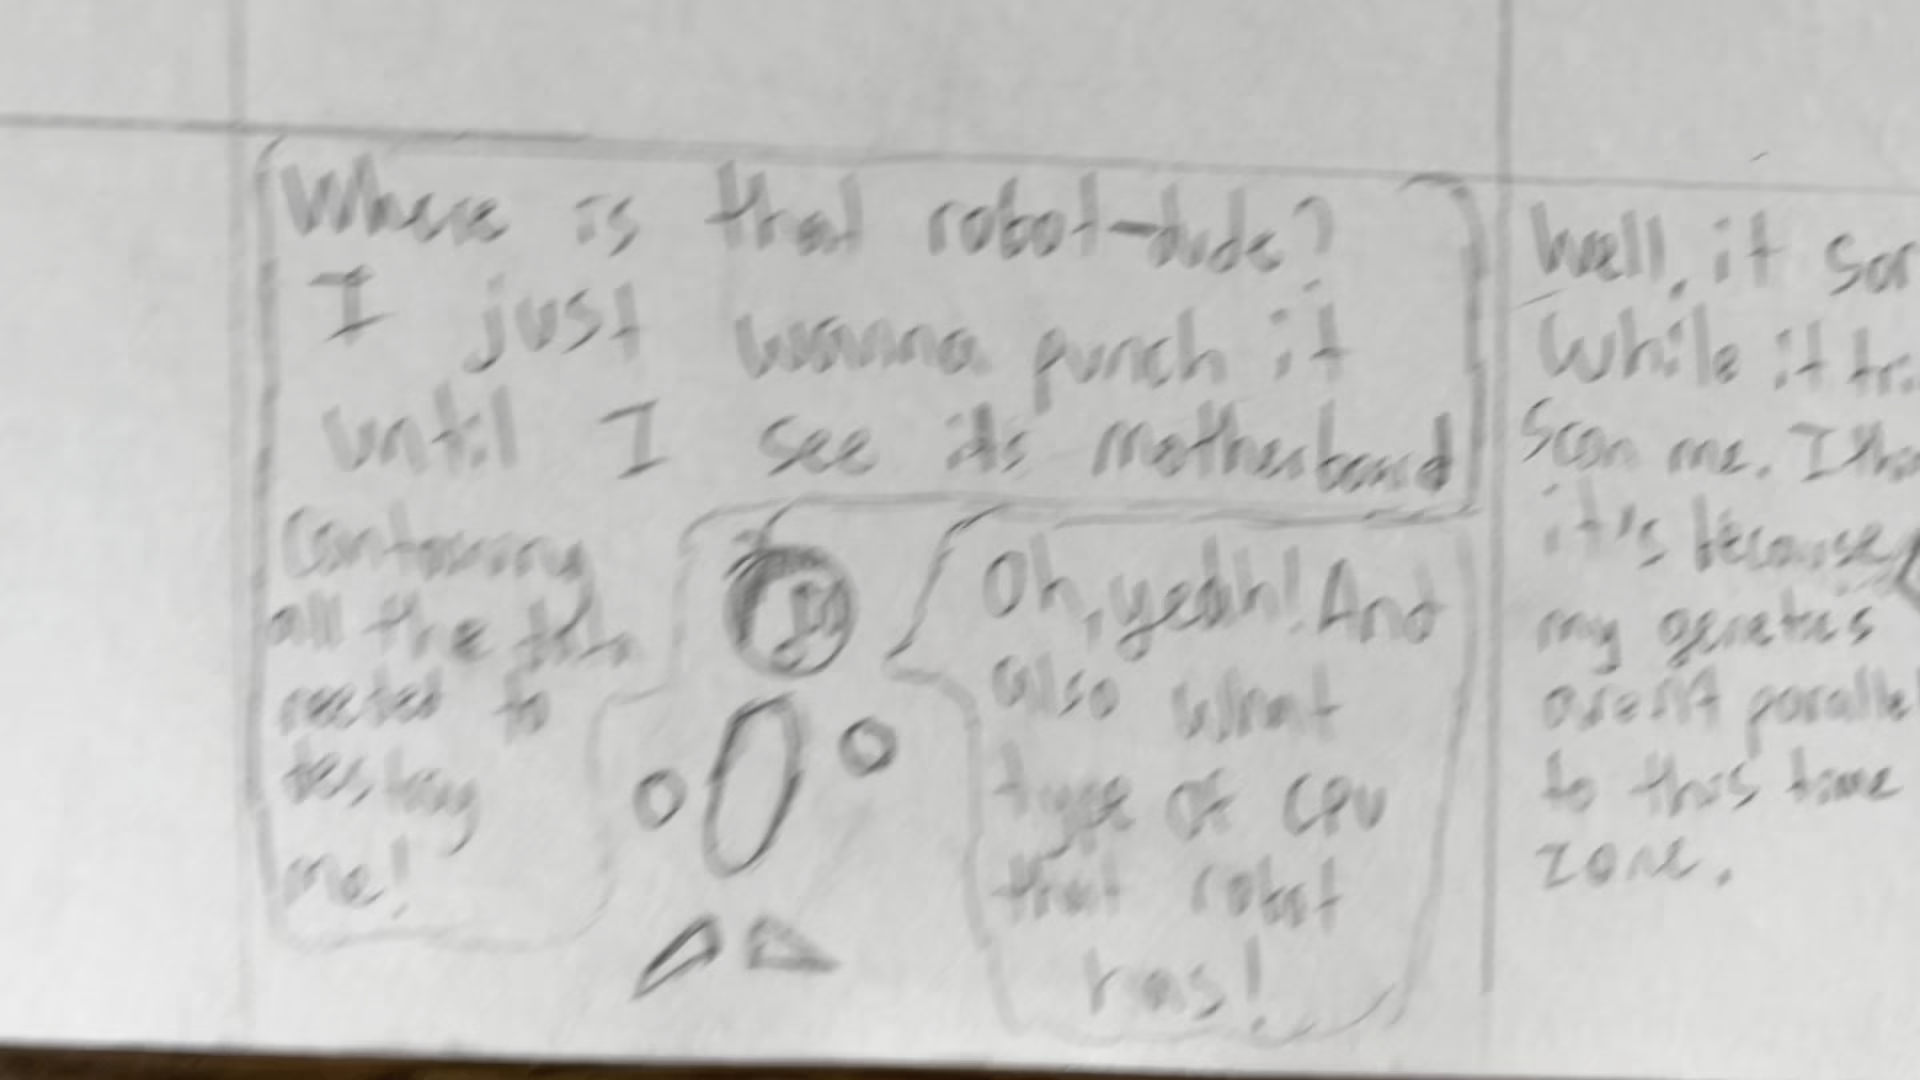 Where is that robot-dude?
I just wanna punch it
until I see its motherboard
containing
all the
needed to
destroy
me!
Oh, yeah! And
also what
type of CPU
that robot
has!
Well, it
While it
Scan me. I
it's because
my genetics
aren't parallel
to this time
zone.